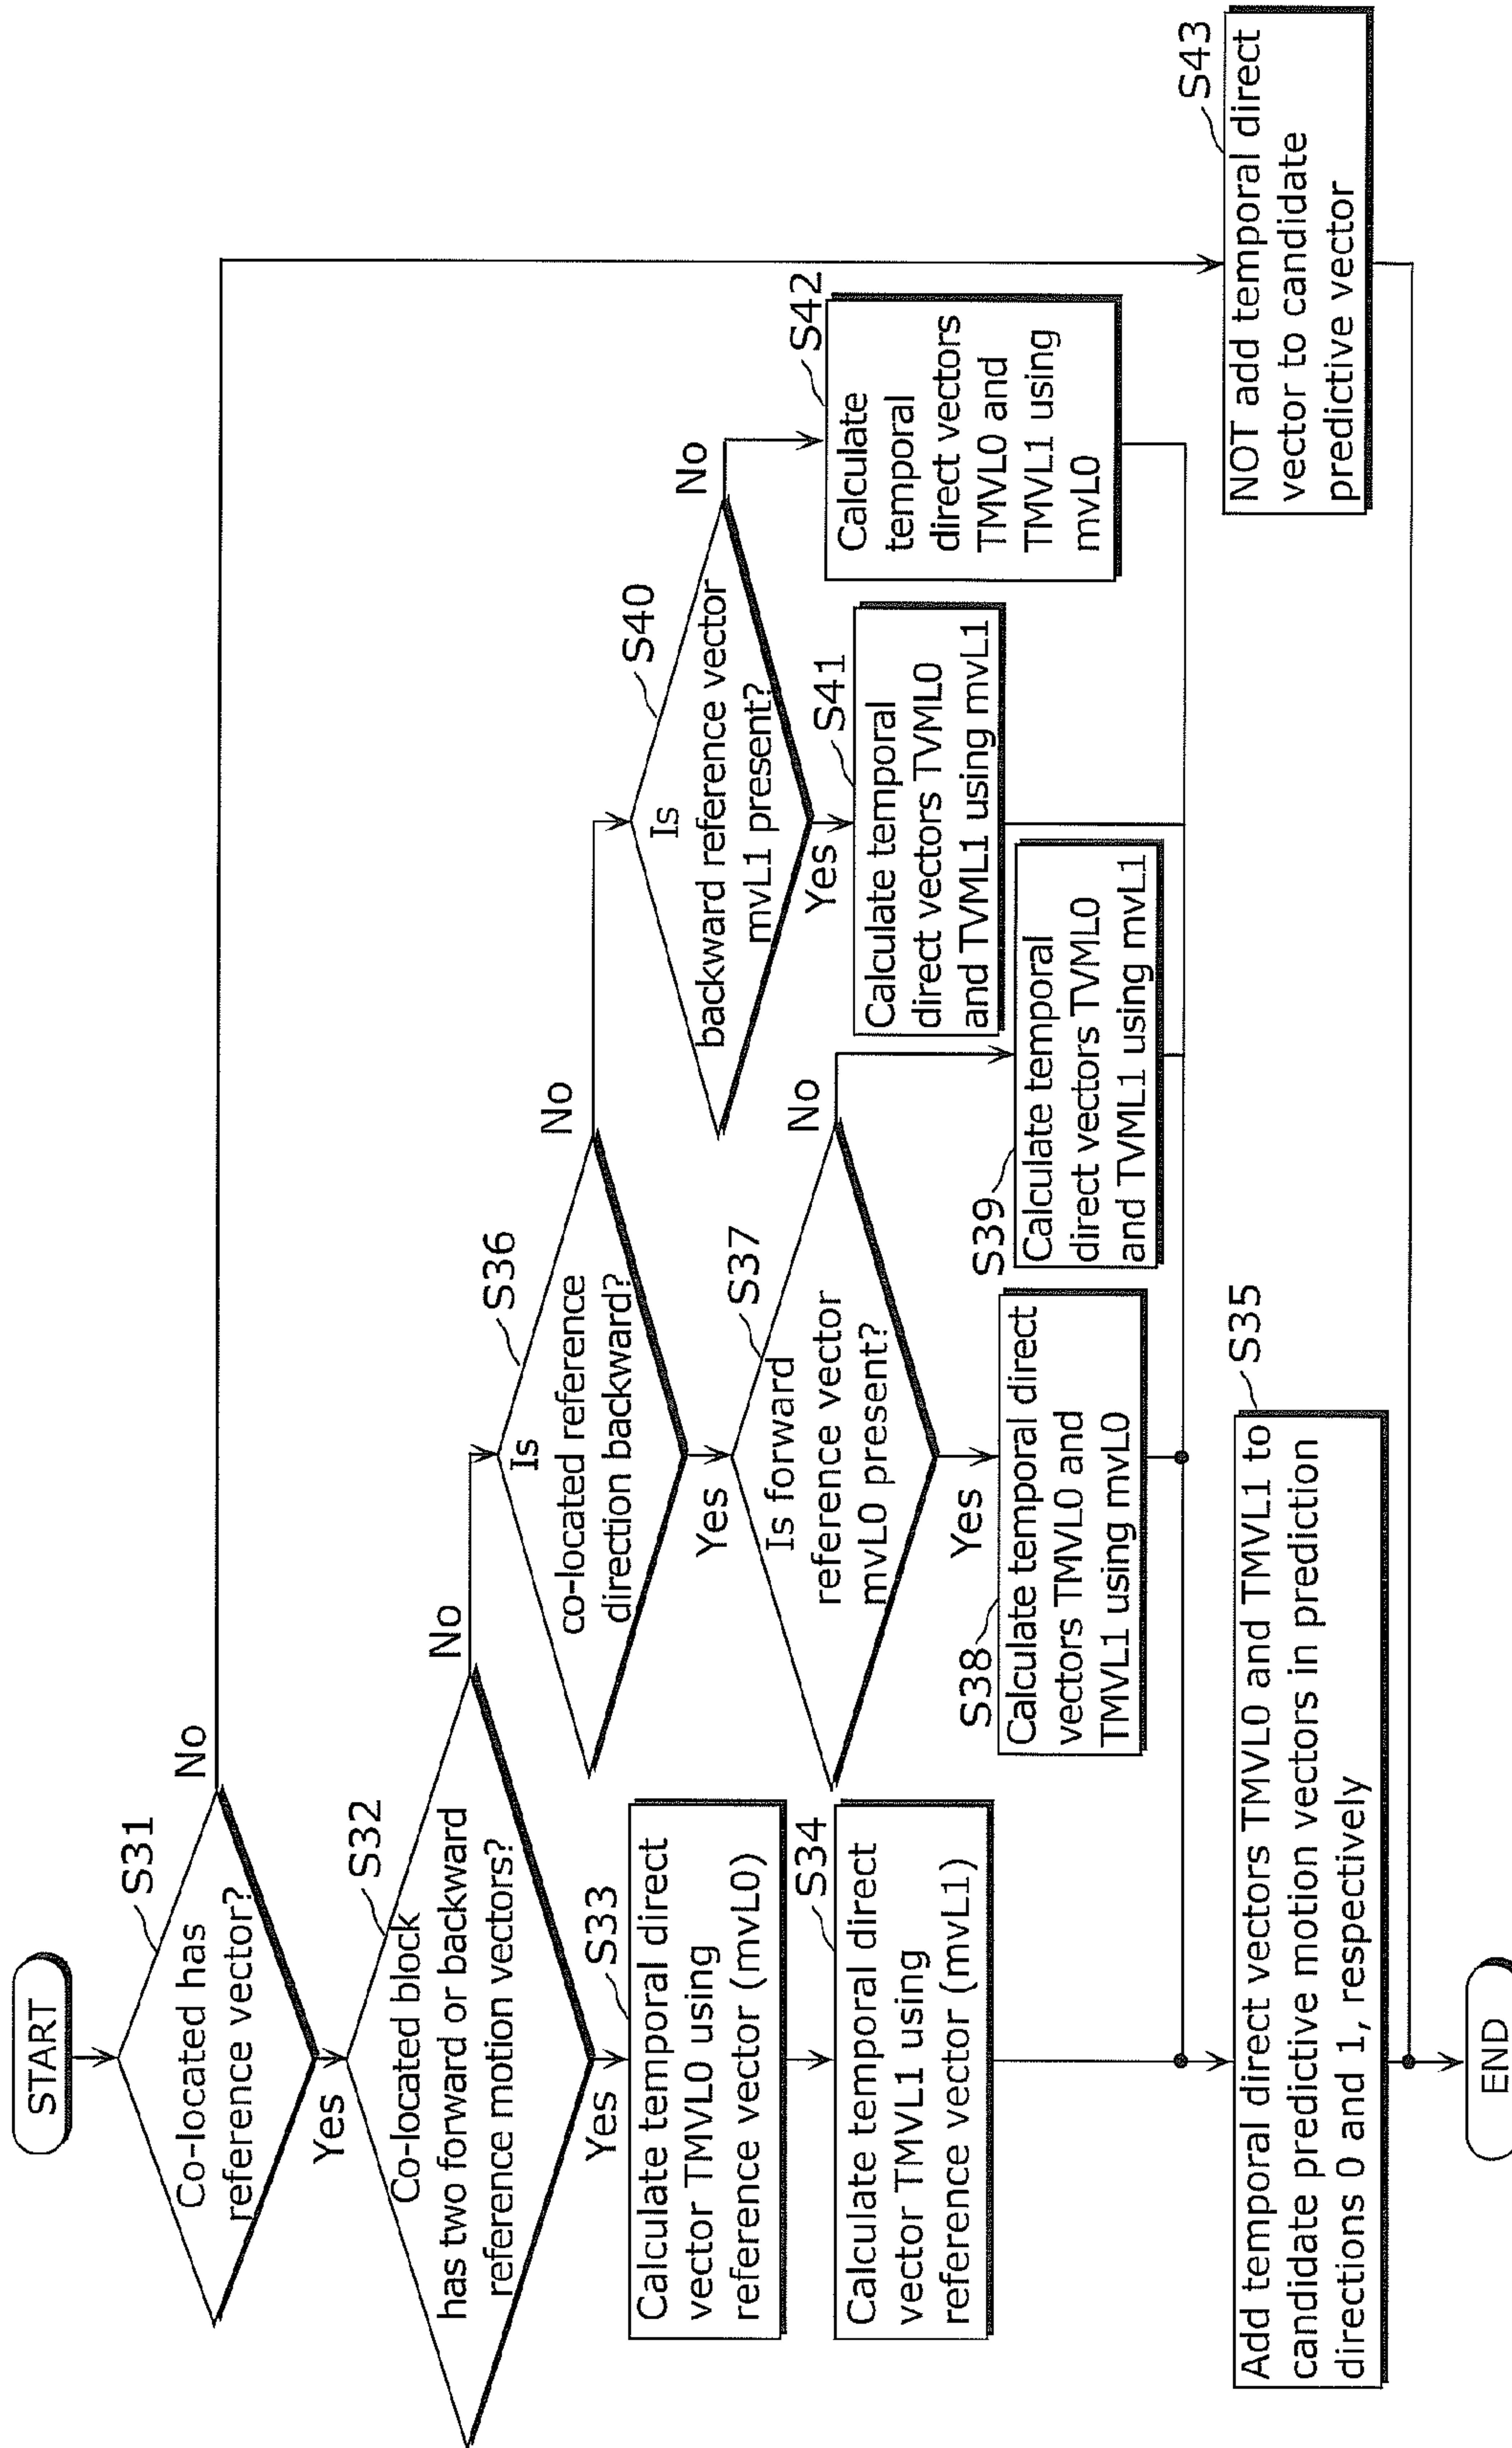 START
S31
Co-located has
reference vector?
No
Yes
S32
Co-located block
has two forward or backward
reference motion vectors?
No
Yes
S33
Calculate temporal direct
vector TMVL0 using
reference vector (mvL0)
S34
Calculate temporal direct
vector TMVL1 using
reference vector (mvL1)
S36
Is
co-located reference
direction backward?
No
Yes
S37
Is forward
reference vector
mvL0 present?
No
Yes
S38
Calculate temporal direct
vectors TMVL0 and
TMVL1 using mvL0
S39
Calculate temporal
direct vectors TVML0
and TVML1 using mvL1
S40
Is
backward reference vector
mvL1 present?
No
Yes
S41
Calculate temporal
direct vectors TVML0
and TVML1 using mvL1
S42
Calculate
temporal
direct vectors
TMVL0 and
TMVL1 using
mvL0
S43
NOT add temporal direct
vector to candidate
predictive vector
S35
Add temporal direct vectors TMVL0 and TMVL1 to
candidate predictive motion vectors in prediction
directions 0 and 1, respectively
END